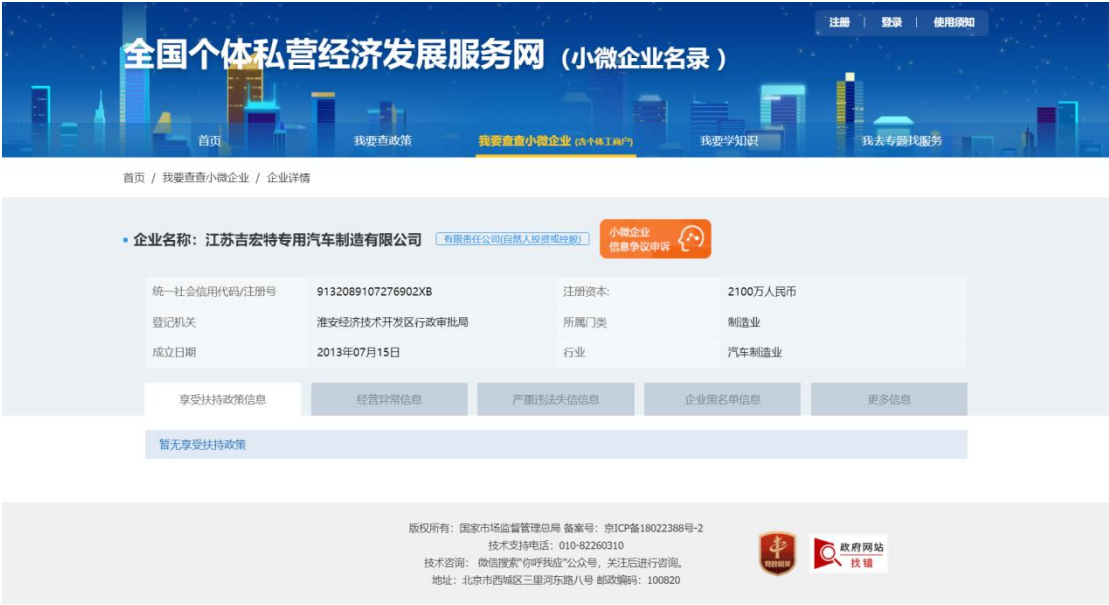 注册 | 登录 | 使用须知
全国个体私营经济发展服务网（小微企业名录）
首页 我要查政策 我要查查小微企业 (含个体工商户) 我要学知识 我去专题找服务
首页 / 我要查查小微企业 / 企业详情
• 企业名称：江苏吉宏特专用汽车制造有限公司 有限责任公司(自然人投资或控股) 小微企业
信息争议申诉
统一社会信用代码/注册号 9132089107276902XB 注册资本: 2100万人民币
登记机关 淮安经济技术开发区行政审批局 所属门类 制造业
成立日期 2013年07月15日 行业 汽车制造业
享受扶持政策信息 经营异常信息 严重违法失信信息 企业黑名单信息 更多信息
暂无享受扶持政策
版权所有：国家市场监督管理总局 备案号：京ICP备18022388号-2
技术支持电话：010-82260310
技术咨询： 微信搜索“你呼我应”公众号，关注后进行咨询。
地址：北京市西城区三里河东路八号 邮政编码：100820
党政机关
政府网站
找错